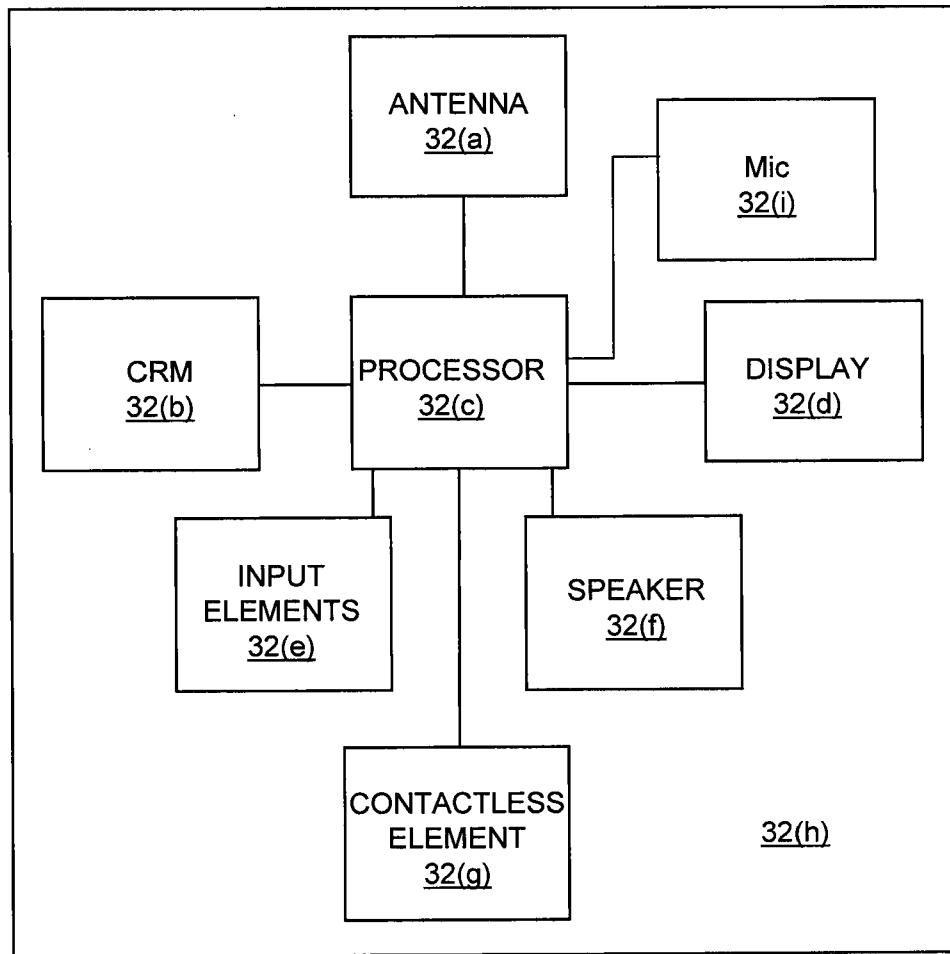 ANTENNA
32(a)
Mic
32(i)
CRM
32(b)
PROCESSOR
32(c)
DISPLAY
32(d)
INPUT
ELEMENTS
32(e)
SPEAKER
32(f)
CONTACTLESS
ELEMENT
32(g)
32(h)